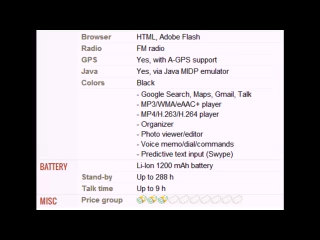 Browser HTML, Adobe Flash
Radio FM radio
GPS Yes, with A-GPS support
Java Yes, via Java MIDP emulator
Colors Black
- Google Search, Maps, Gmail, Talk
- MP3/WMA/eAAC+ player
- MP4/H.263/H.264 player
- Organizer
- Photo viewer/editor
- Voice memo/dial/commands
- Predictive text input (Swype)
BATTERY Li-Ion 1200 mAh battery
Stand-by Up to 288 h
Talk time Up to 9 h
MISC Price group